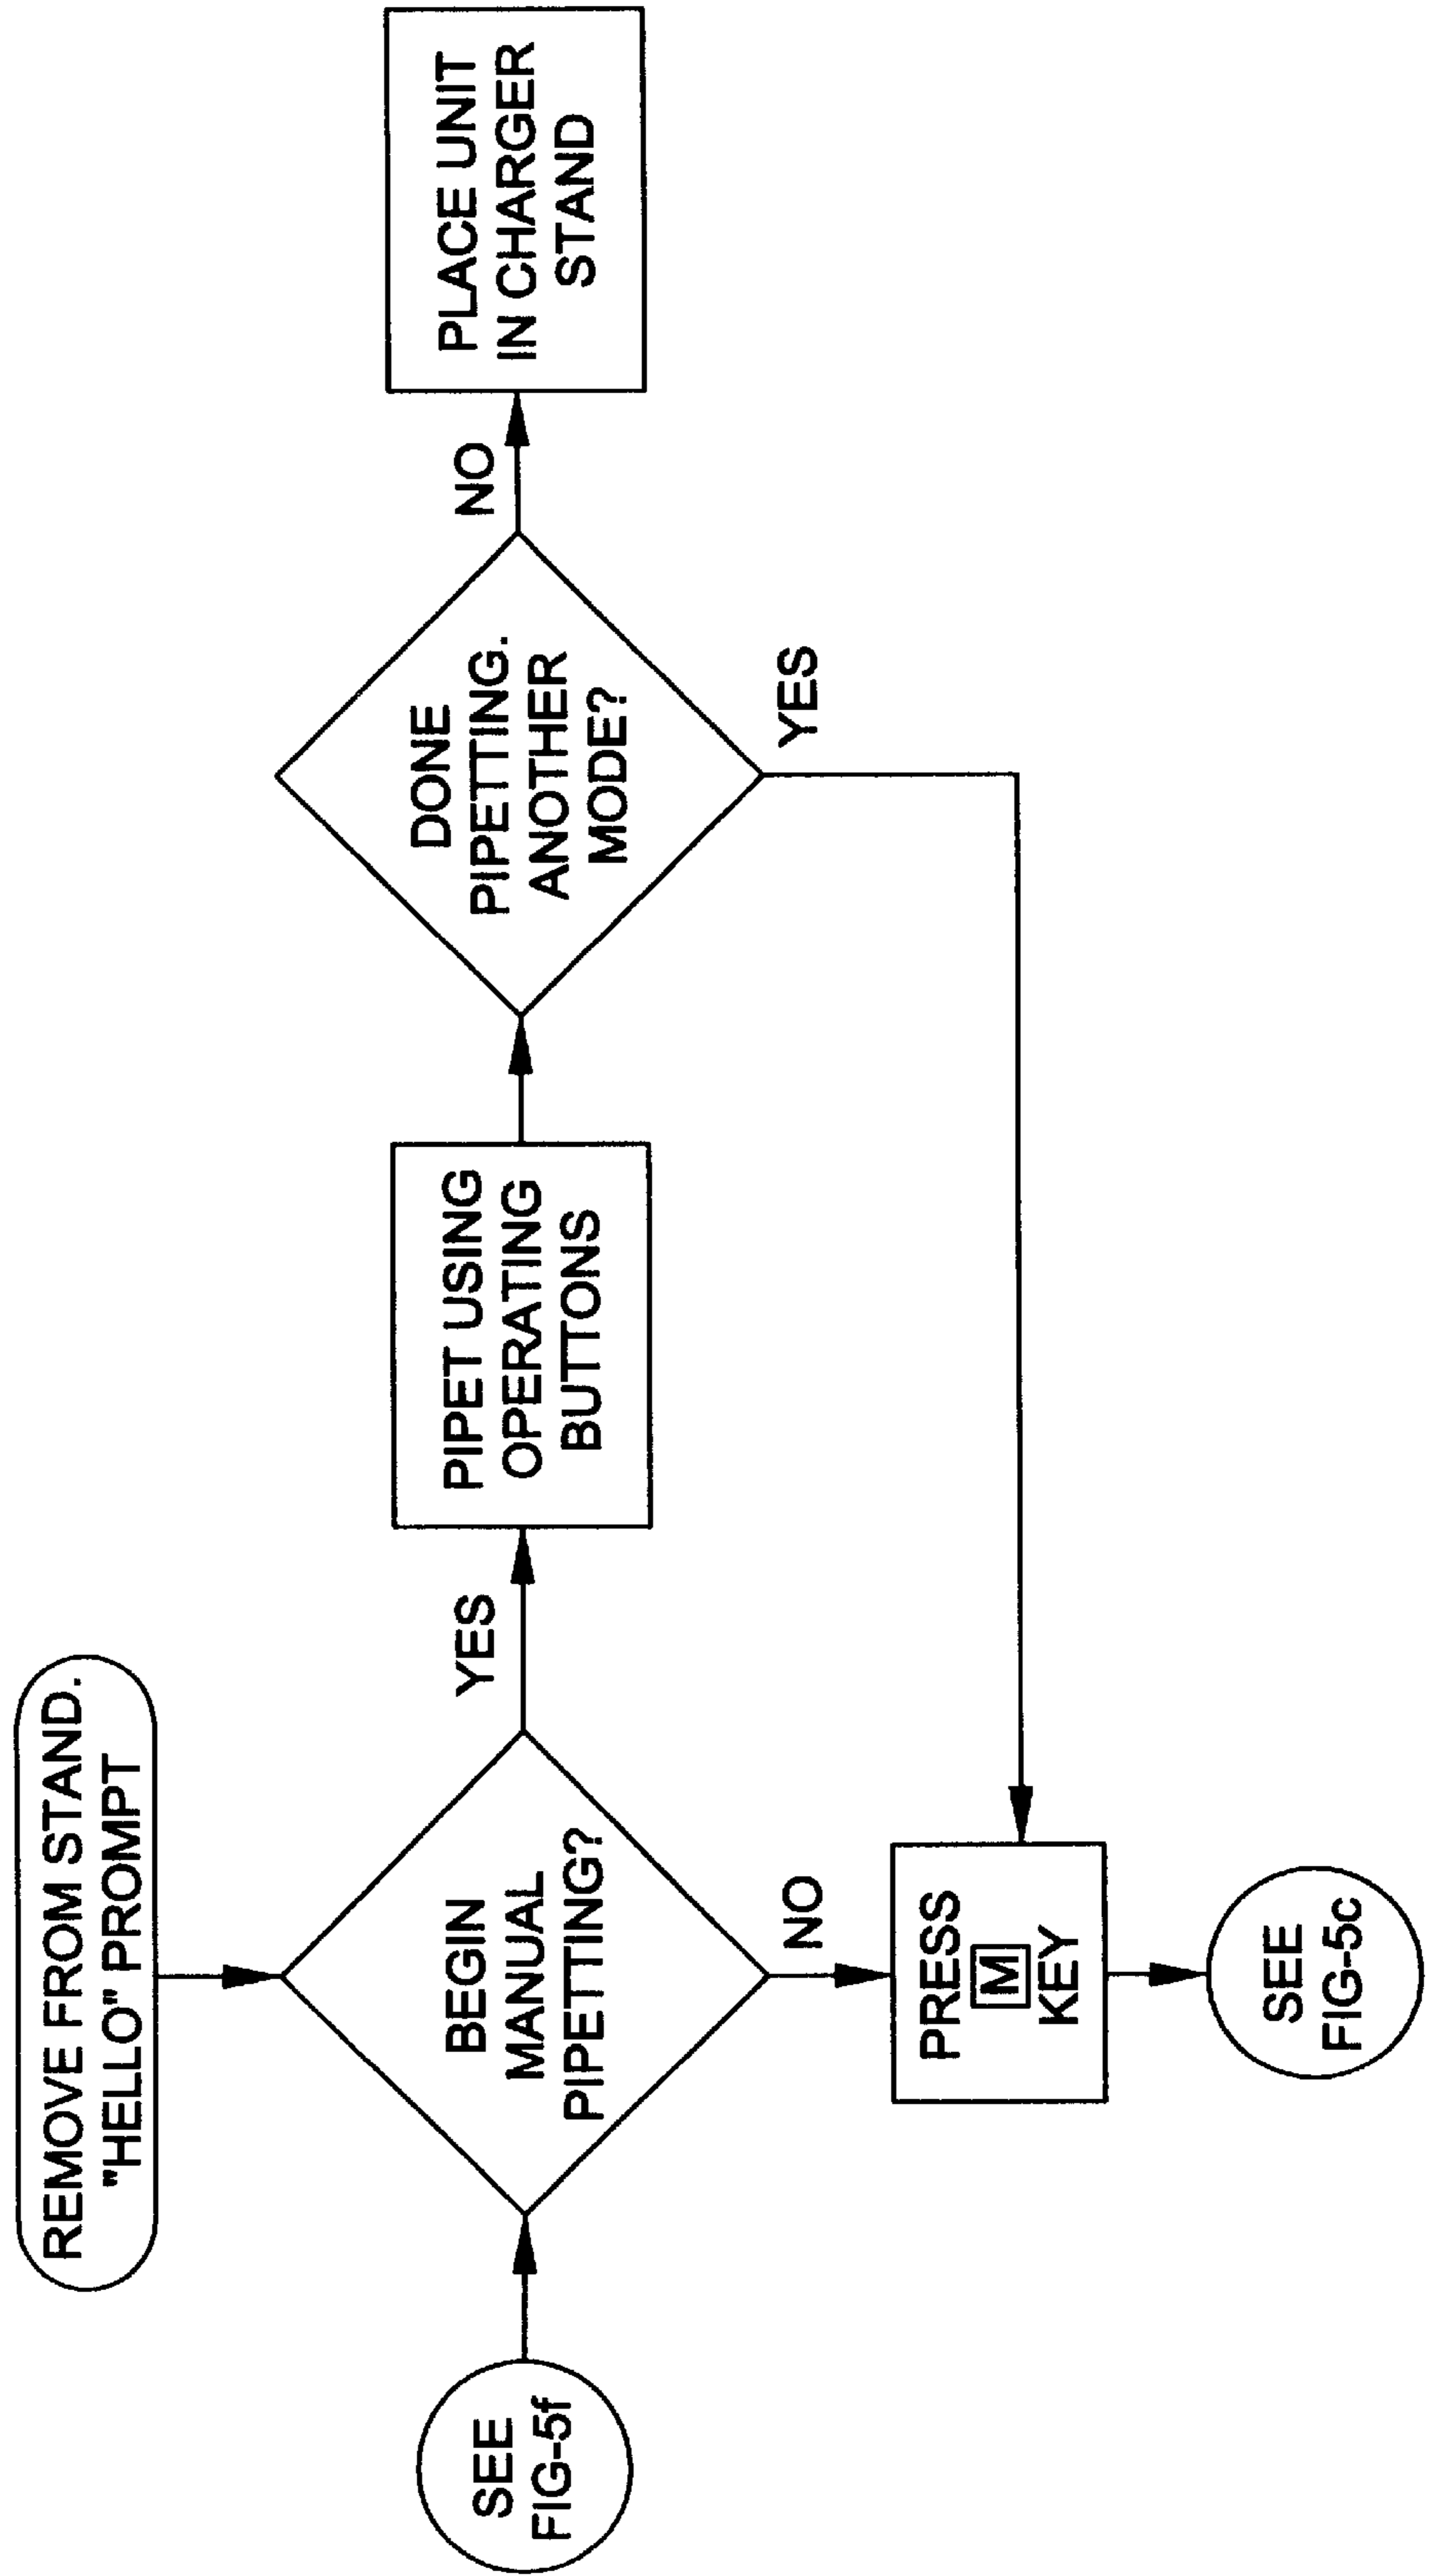 REMOVE FROM STAND.
"HELLO" PROMPT
SEE
FIG-5f
BEGIN
MANUAL
PIPETTING?
YES
PIPET USING
OPERATING
BUTTONS
DONE
PIPETTING.
ANOTHER
MODE?
NO
PLACE UNIT
IN CHARGER
STAND
YES
NO
PRESS
M
KEY
SEE
FIG-5c